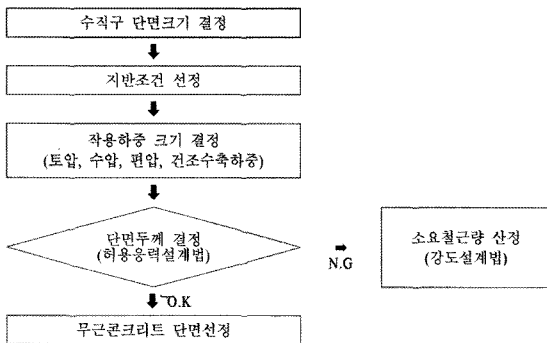 수직구 단면크기 결정
지반조건 선정
작용하중 크기 결정
(토압, 수압, 편압, 건조수축하중)
단면두께 결정
(허용응력설계법)
N.G
소요철근량 산정
(강도설계법)
O.K
무근콘크리트 단면선정